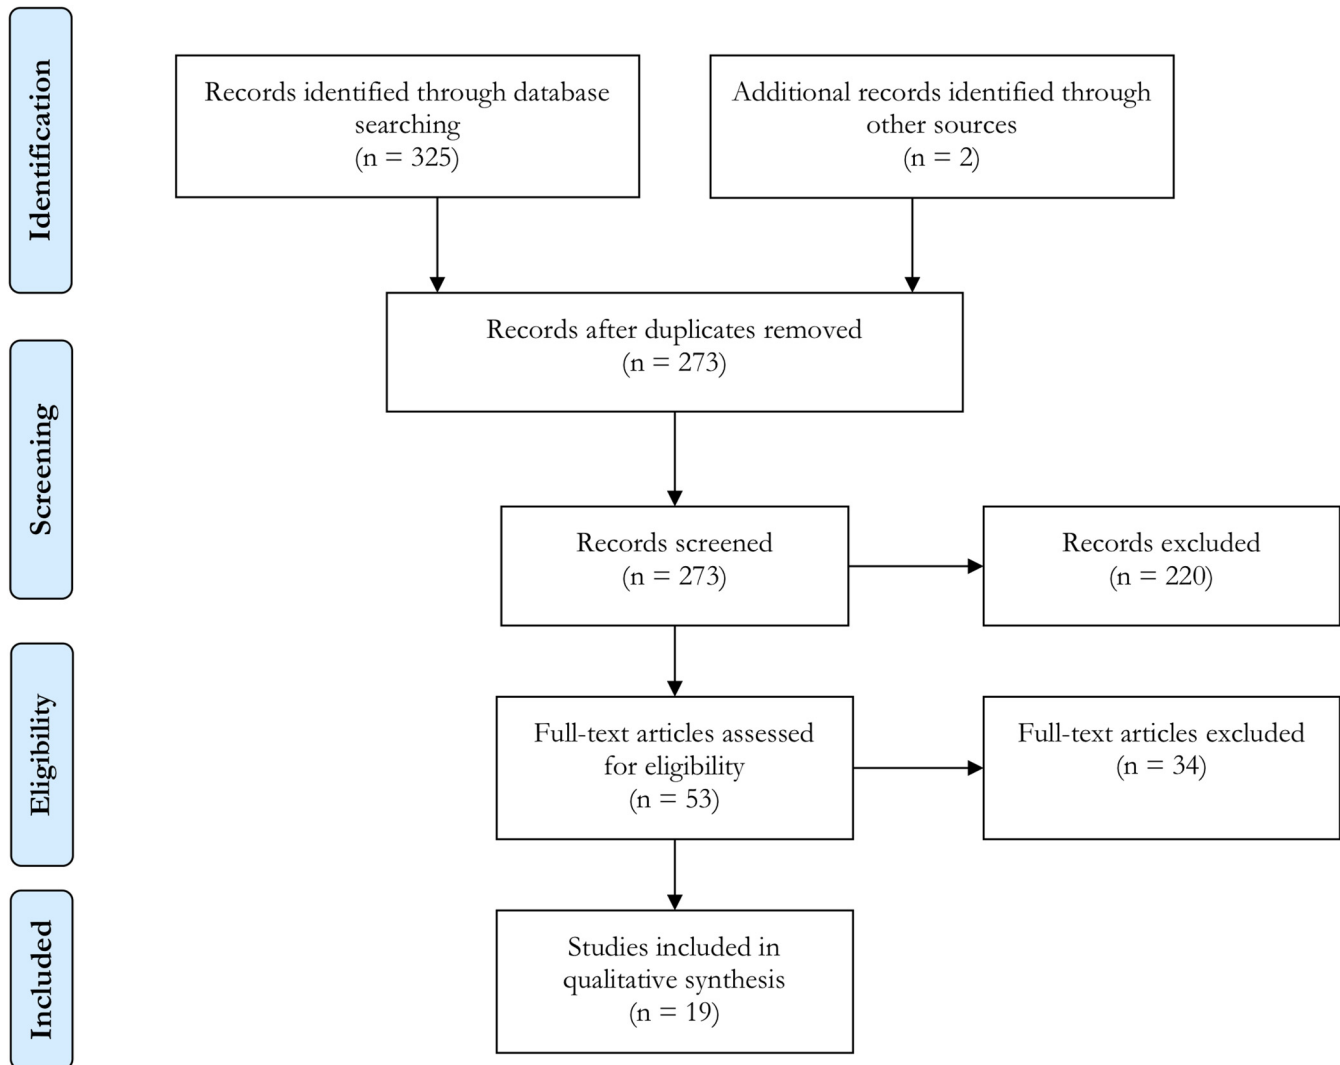 Identification
Records identified through database
searching
(n = 325)
Additional records identified through
other sources
(n = 2)
Records after duplicates removed
(n = 273)
Screening
Records screened
(n = 273)
Records excluded
(n = 220)
Eligibility
Full-text articles assessed
for eligibility
(n = 53)
Full-text articles excluded
(n = 34)
Included
Studies included in
qualitative synthesis
(n = 19)